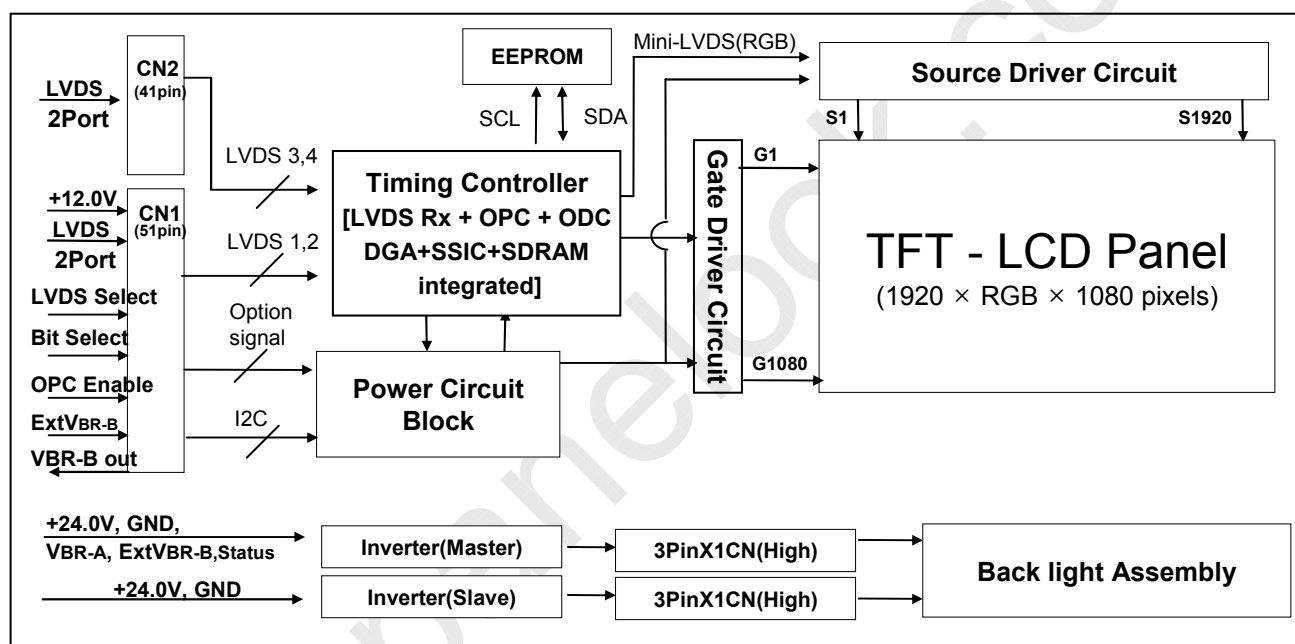 Mini-LVDS(RGB)
EEPROM
Source Driver Circuit
CN2
(41pin)
LVDS
2Port
SCL
SDA
S1
S1920
LVDS 3,4
Timing Controller
[LVDS Rx + OPC + ODC
DGA+SSIC+SDRAM
integrated]
Gate Driver Circuit
G1
G1080
TFT - LCD Panel
(1920 × RGB × 1080 pixels)
+12.0V
CN1
(51pin)
LVDS
2Port
LVDS 1,2
LVDS Select
Bit Select
Option
signal
OPC Enable
I2C
ExtVBR-B
VBR-B out
Power Circuit
Block
+24.0V, GND,
VBR-A, ExtVBR-B,Status
Inverter(Master)
3PinX1CN(High)
Back light Assembly
+24.0V, GND
Inverter(Slave)
3PinX1CN(High)